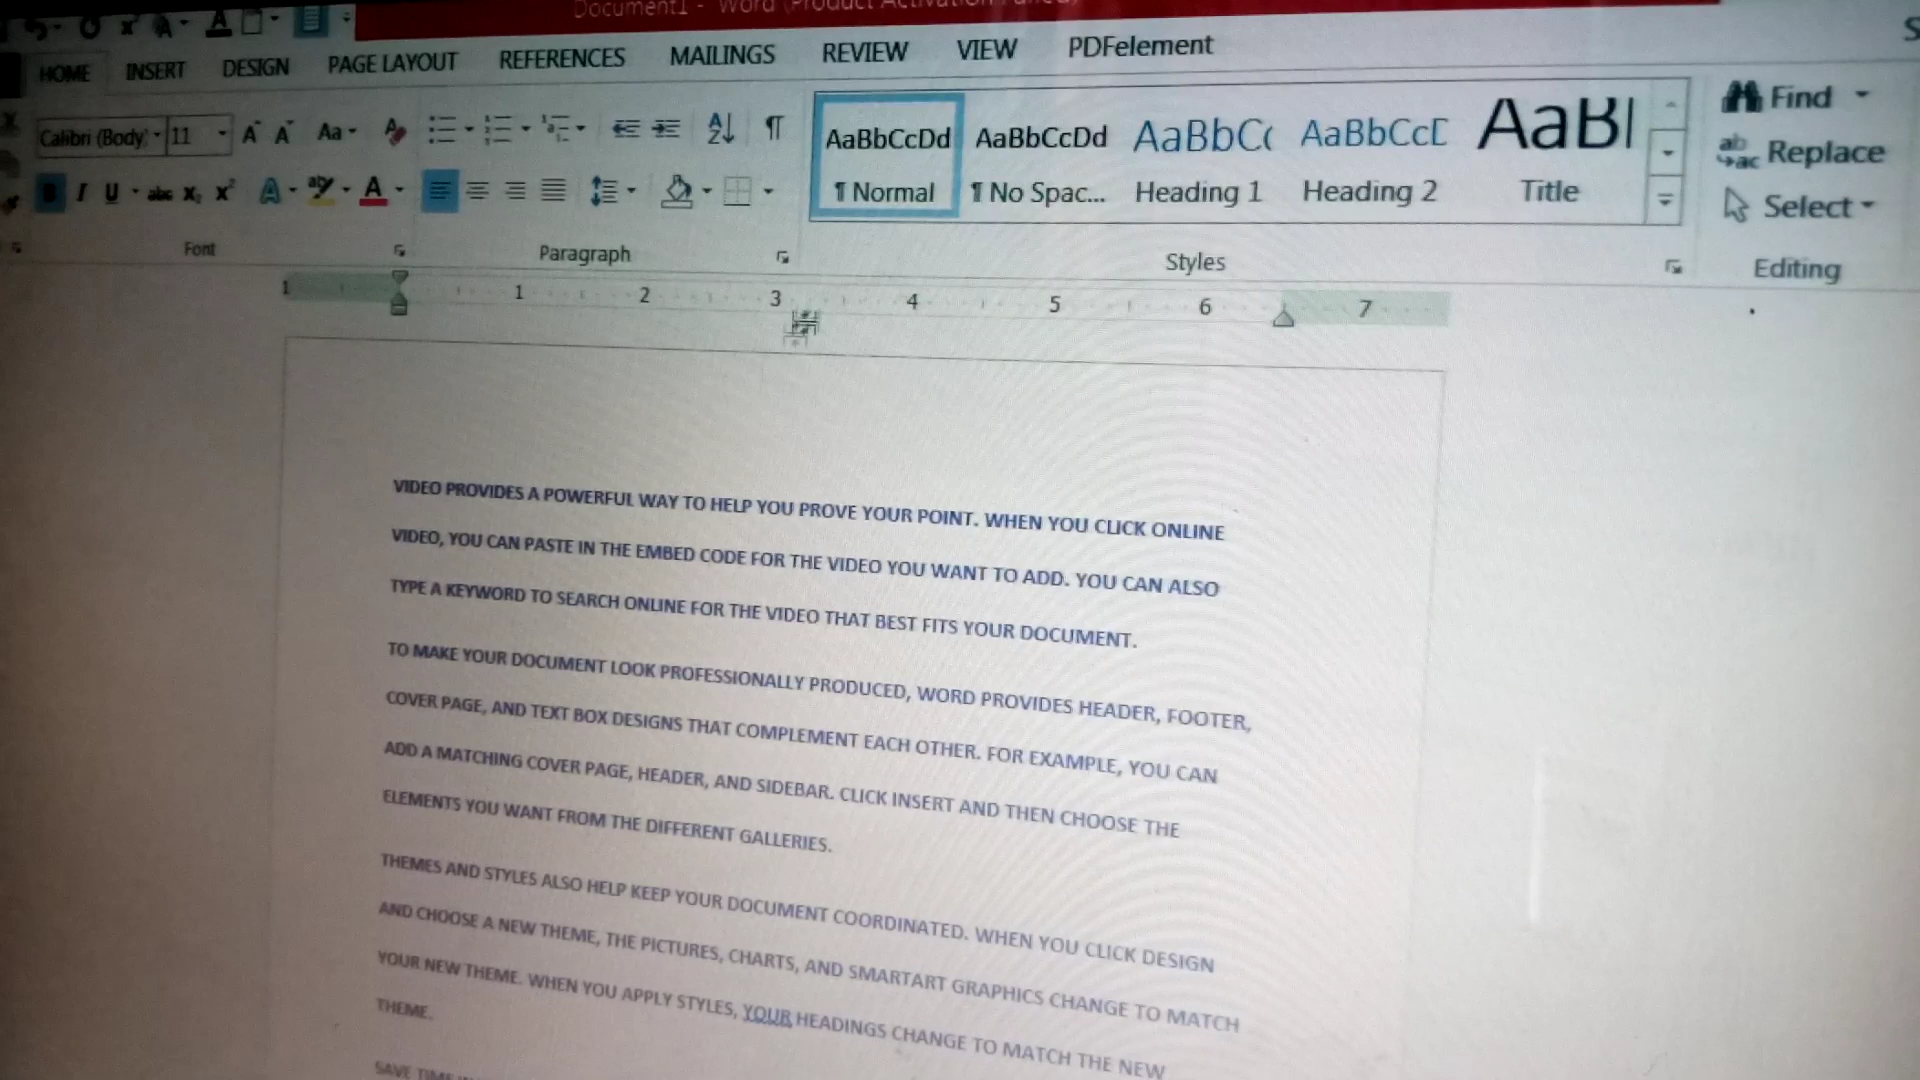 Document1 - Word (Product Activation Failed)
HOME INSERT DESIGN PAGE LAYOUT REFERENCES MAILINGS REVIEW VIEW PDFelement
Calibri (Body) 11 Aa
AaBbCcDd AaBbCcDd AaBbC( AaBbCcD AaBl
¶ Normal ¶ No Spac... Heading 1 Heading 2 Title
Find
Replace
Select
Font Paragraph Styles Editing
1 1 2 3 4 5 6 7
VIDEO PROVIDES A POWERFUL WAY TO HELP YOU PROVE YOUR POINT. WHEN YOU CLICK ONLINE
VIDEO, YOU CAN PASTE IN THE EMBED CODE FOR THE VIDEO YOU WANT TO ADD. YOU CAN ALSO
TYPE A KEYWORD TO SEARCH ONLINE FOR THE VIDEO THAT BEST FITS YOUR DOCUMENT.
TO MAKE YOUR DOCUMENT LOOK PROFESSIONALLY PRODUCED, WORD PROVIDES HEADER, FOOTER,
COVER PAGE, AND TEXT BOX DESIGNS THAT COMPLEMENT EACH OTHER. FOR EXAMPLE, YOU CAN
ADD A MATCHING COVER PAGE, HEADER, AND SIDEBAR. CLICK INSERT AND THEN CHOOSE THE
ELEMENTS YOU WANT FROM THE DIFFERENT GALLERIES.
THEMES AND STYLES ALSO HELP KEEP YOUR DOCUMENT COORDINATED. WHEN YOU CLICK DESIGN
AND CHOOSE A NEW THEME, THE PICTURES, CHARTS, AND SMARTART GRAPHICS CHANGE TO MATCH
YOUR NEW THEME. WHEN YOU APPLY STYLES, YOUR HEADINGS CHANGE TO MATCH THE NEW
THEME.
SAVE TIME